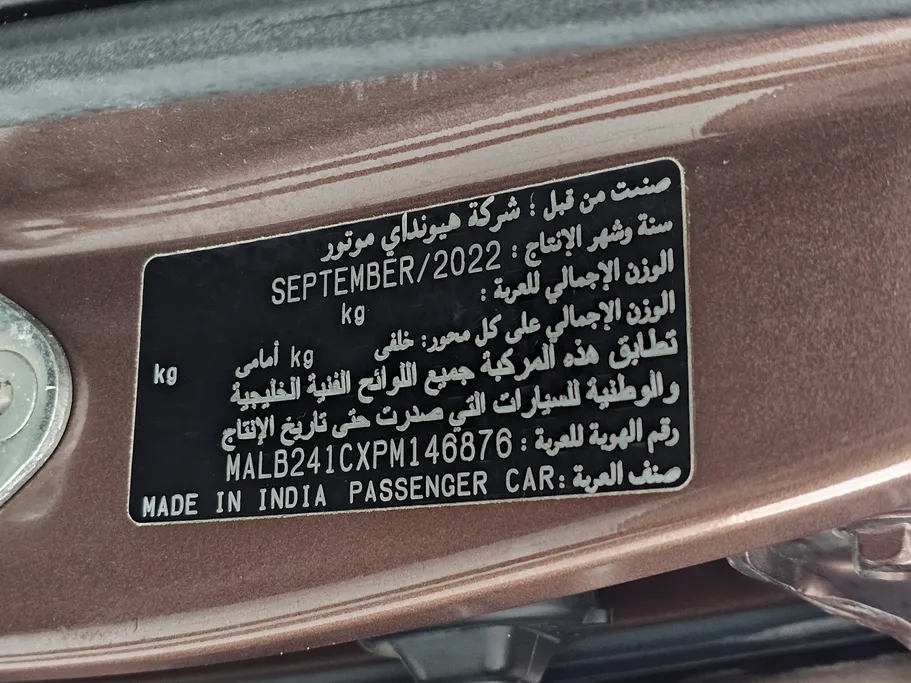 صنعت من قبل : شركة هيونداي موتور
سنة وشهر الإنتاج : SEPTEMBER/2022
الوزن الإجمالي للعربة :
kg
الوزن الإجمالي على كل محور: خلفى kg أمامى kg
تطابق هذه المركبة جميع اللوائح الفنية الخليجية
والوطنية للسيارات التي صدرت حتى تاريخ الإنتاج
رقم الهوية للعربة : MALB241CXPM146876
صنف العربة : PASSENGER CAR MADE IN INDIA